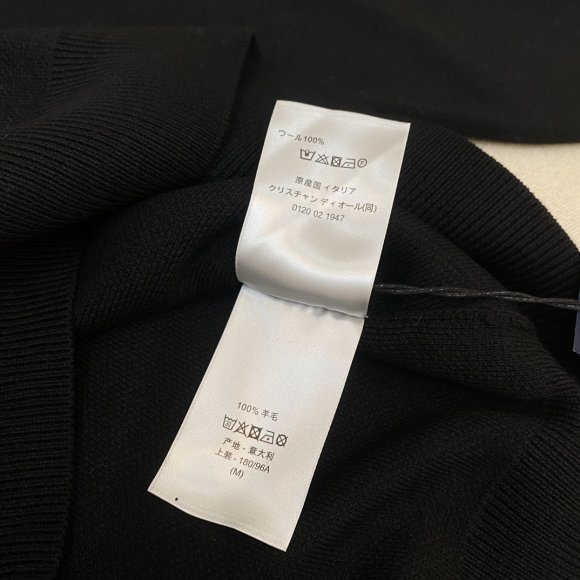 ウール100%
F
原産国 イタリア
クリスチャン ディオール(同)
0120 02 1947
100% 羊毛
产地 - 意大利
上装 - 180/96A
(M)